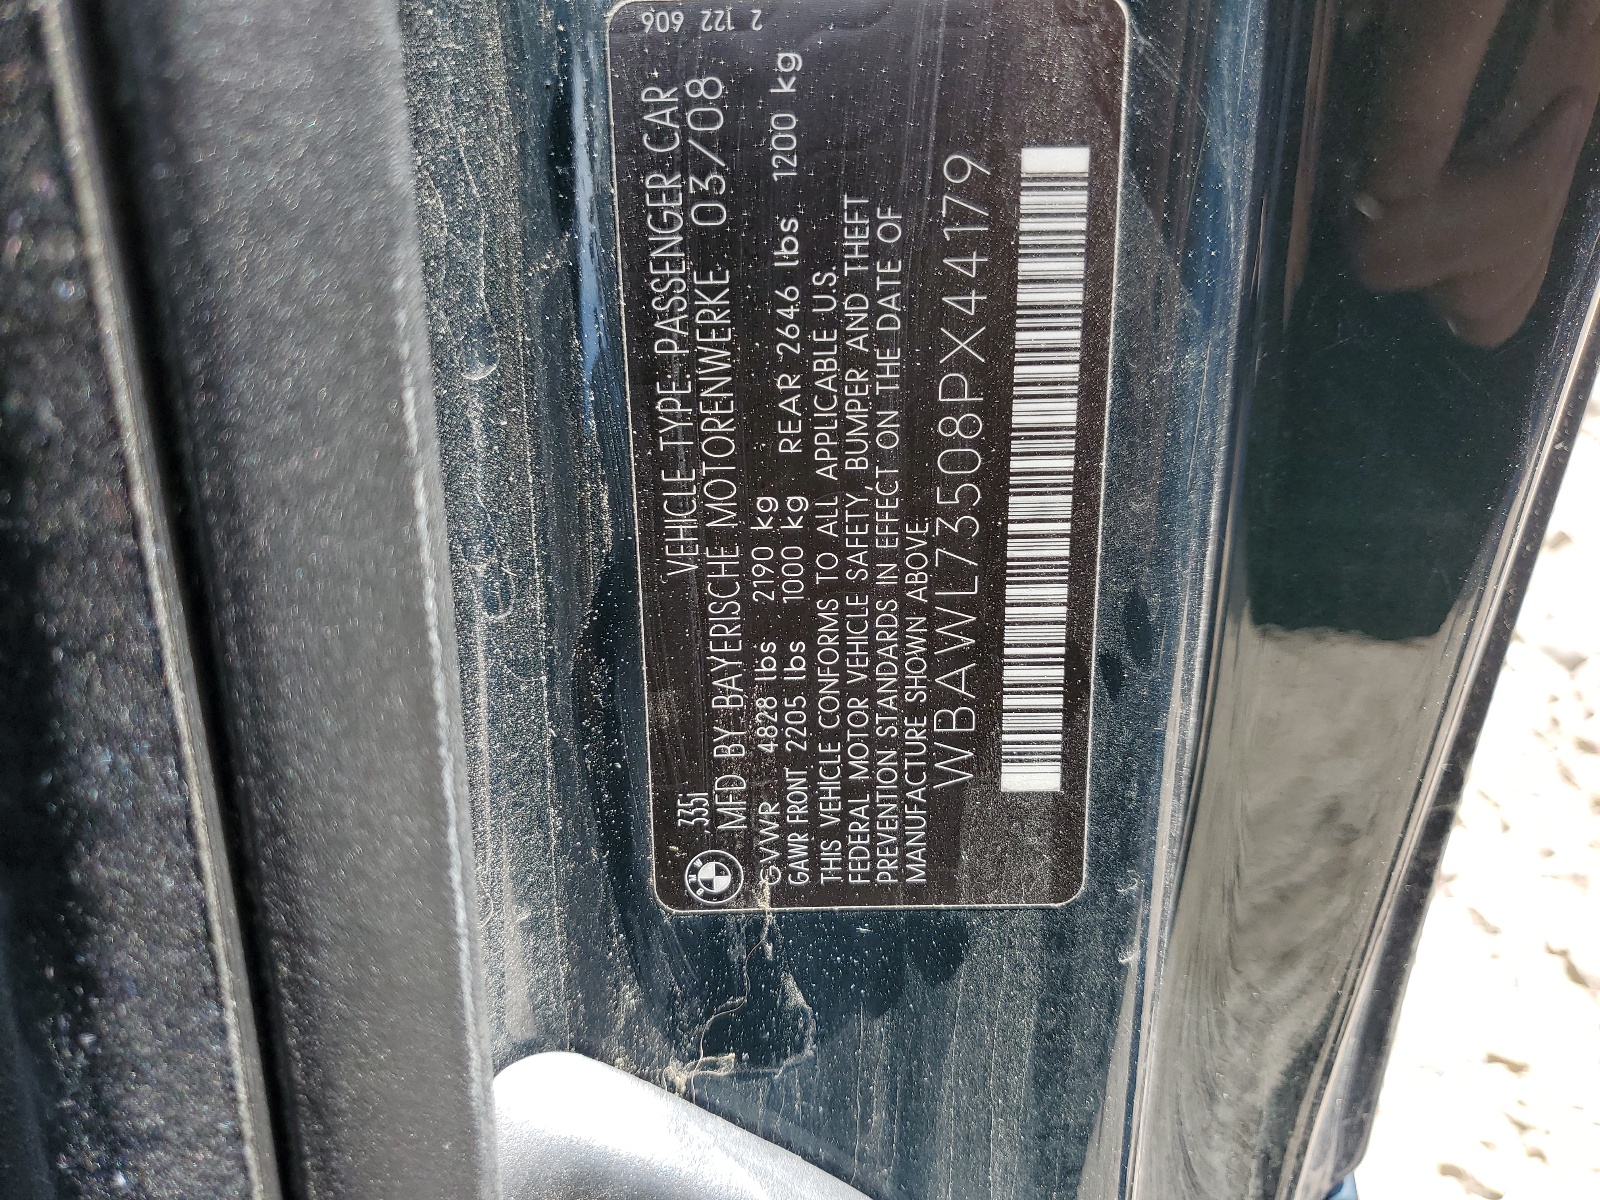 335i VEHICLE TYPE: PASSENGER CAR 2 122 606
MFD BY BAYERISCHE MOTORENWERKE 03/08
GVWR 4828 lbs 2190 kg
GAWR FRONT 2205 lbs 1000 kg REAR 2646 lbs 1200 kg
THIS VEHICLE CONFORMS TO ALL APPLICABLE U.S.
FEDERAL MOTOR VEHICLE SAFETY, BUMPER AND THEFT
PREVENTION STANDARDS IN EFFECT ON THE DATE OF
MANUFACTURE SHOWN ABOVE.
WBAWL73508PX44179
BMW